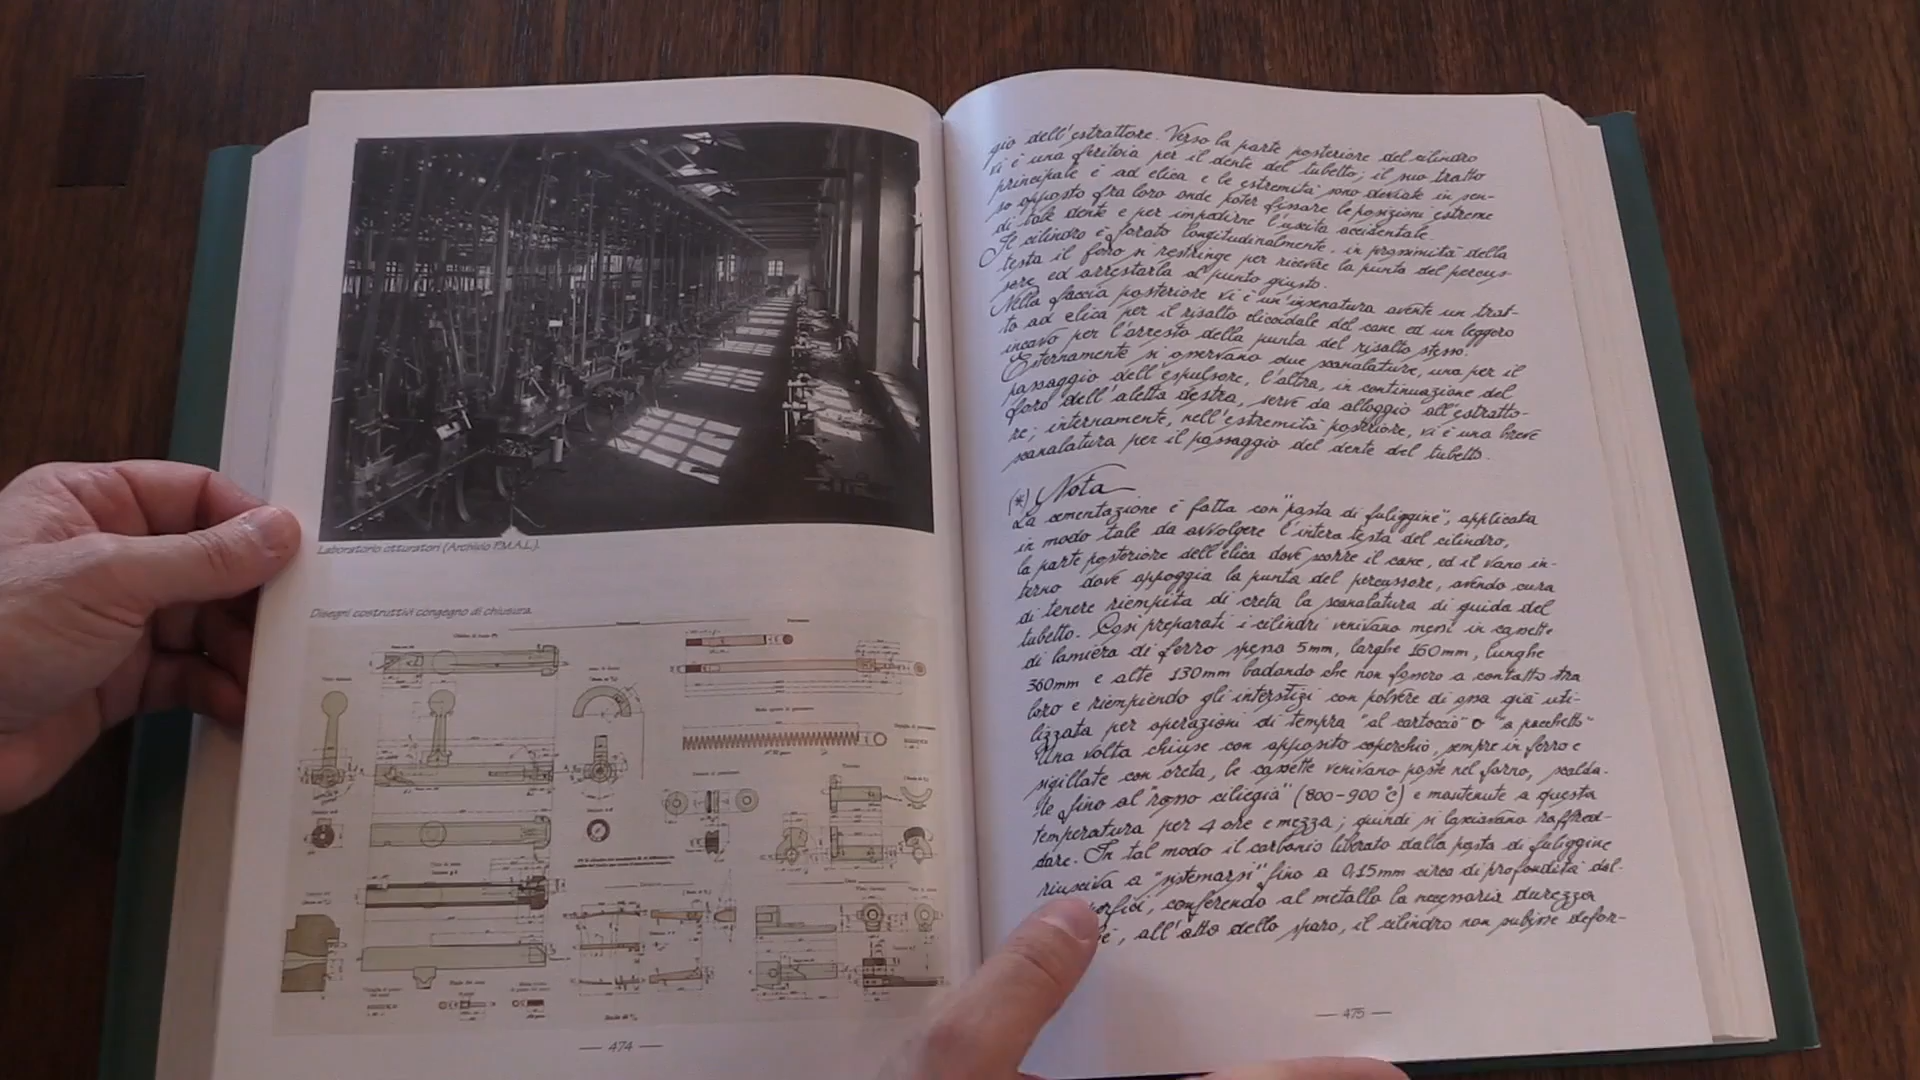 Laboratorio otturatori (Archivio F.M.A.L.).
Disegni costruttivi congegno di chiusura.
474
gio dell'estrattore. Verso la parte posteriore del cilindro
vi è una feritoia per il dente del tubetto; il suo tratto
principale è ad elica e le estremità sono deviate in sen-
so opposto fra loro onde poter fissare le posizioni estreme
di tale dente e per impedirne l'uscita accidentale.
Il cilindro è forato longitudinalmente. in prossimità della
testa il foro si restringe per ricevere la punta del percus-
sore ed arrestarla al punto giusto.
Nella faccia posteriore vi è un'insenatura avente un trat-
to ad elica per il risalto elicoidale del cane ed un leggero
incavo per l'arresto della punta del risalto stesso.
Esternamente si osservano due scanalature, una per il
passaggio dell'espulsore, l'altra, in continuazione del
foro dell'aletta destra, serve da alloggio all'estratto-
re; internamente, nell'estremità posteriore, vi è una breve
scanalatura per il passaggio del dente del tubetto.
(*) Nota
La cementazione è fatta con "pasta di fuliggine", applicata
in modo tale da avvolgere l'intera testa del cilindro,
la parte posteriore dell'elica dove scorre il cane, ed il vano in-
terno dove appoggia la punta del percussore, avendo cura
di tenere riempita di creta la scanalatura di guida del
tubetto. Così preparati i cilindri venivano messi in cassette
di lamiera di ferro spessa 5mm, larghe 160mm, lunghe
360mm e alte 130mm badando che non fossero a contatto tra
loro e riempiendo gli interstizi con polvere di ossa già uti-
lizzata per operazioni di tempra "al cartoccio" o "a pacchetto"
Una volta chiuse con apposito coperchio, sempre in ferro e
sigillate con creta, le cassette venivano poste nel forno, scalda-
te fino al "rosso ciliegia" (800-900°C) e mantenute a questa
temperatura per 4 ore e mezza; quindi si lasciavano raffred-
dare. In tal modo il carbonio liberato dalla pasta di fuliggine
riusciva a "sistemarsi" fino a 0,15mm circa di profondità dal-
conferendo al metallo la necessaria durezza
, all'atto dello sparo, il cilindro non subisse defor-
475